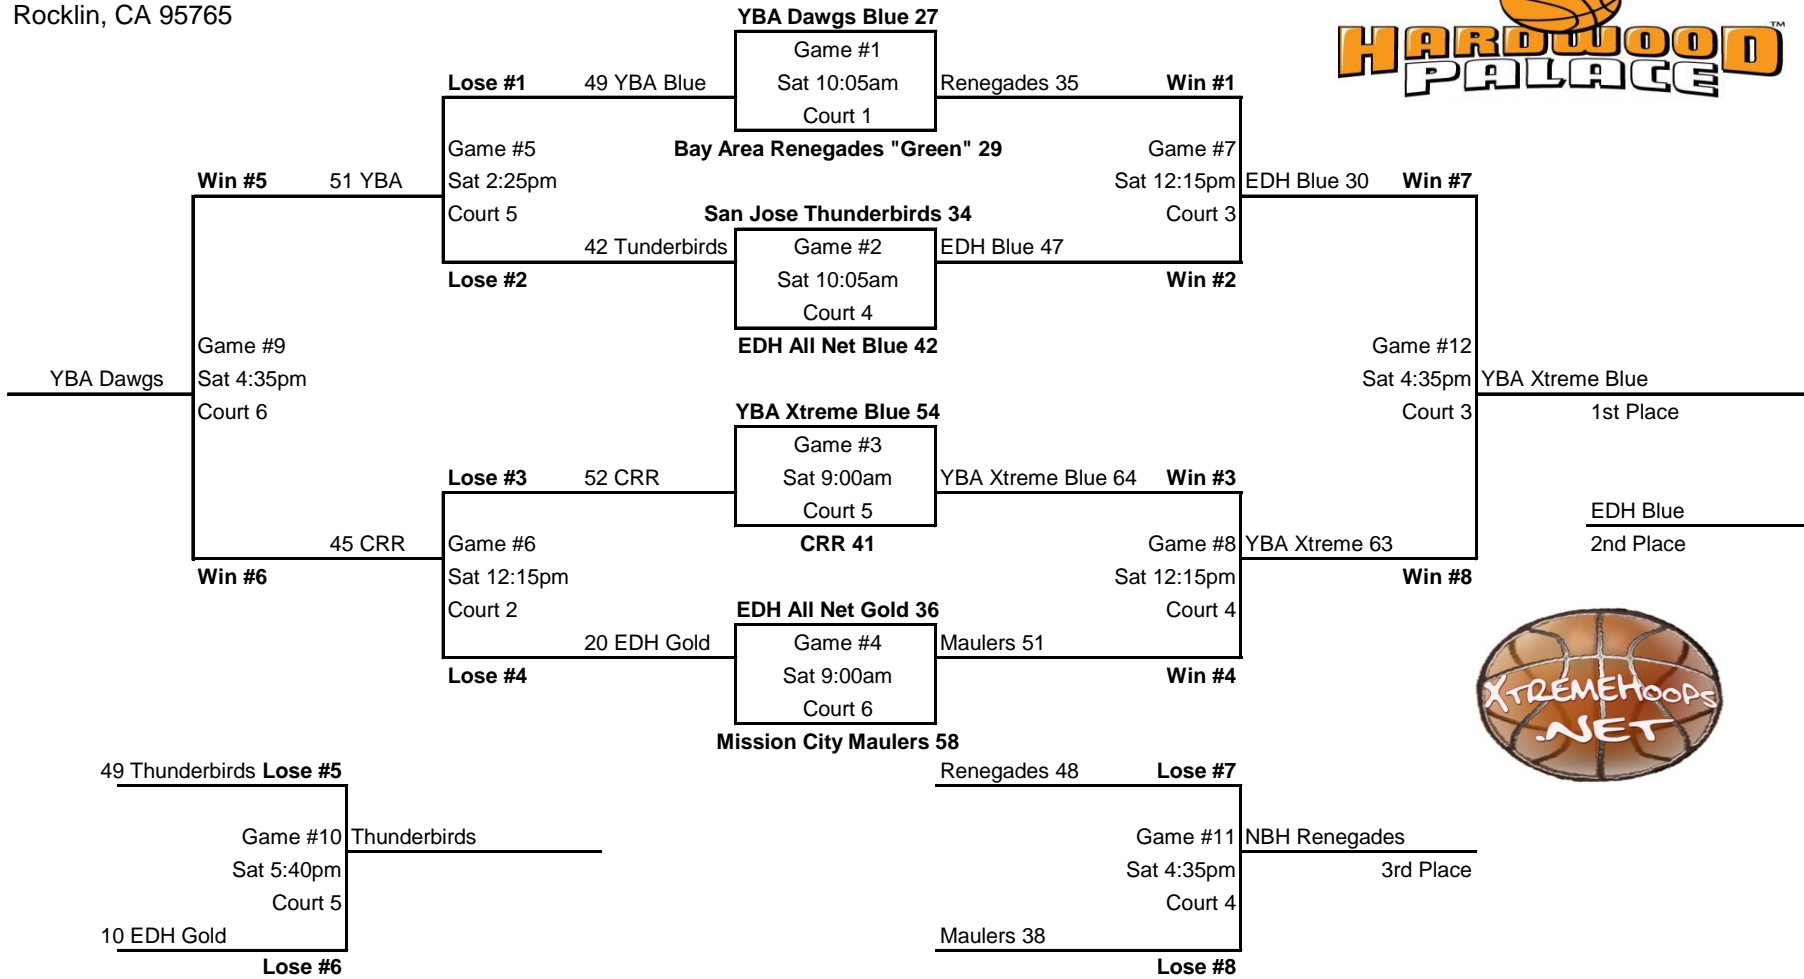 Rocklin, CA 95765
HARDWOOD
PALACE
TM
YBA Dawgs Blue 27
Game #1
Lose #1 49 YBA Blue Sat 10:05am Renegades 35 Win #1
Court 1
Game #5 Bay Area Renegades "Green" 29 Game #7
Win #5 51 YBA Sat 2:25pm Sat 12:15pm EDH Blue 30 Win #7
Court 5 San Jose Thunderbirds 34 Court 3
42 Tunderbirds Game #2 EDH Blue 47
Lose #2 Sat 10:05am Win #2
Court 4
Game #9 EDH All Net Blue 42 Game #12
YBA Dawgs Sat 4:35pm Sat 4:35pm YBA Xtreme Blue
Court 6 YBA Xtreme Blue 54 Court 3 1st Place
Game #3
Lose #3 52 CRR Sat 9:00am YBA Xtreme Blue 64 Win #3
Court 5 EDH Blue
45 CRR Game #6 CRR 41 Game #8 YBA Xtreme 63 2nd Place
Win #6 Sat 12:15pm Sat 12:15pm Win #8
Court 2 EDH All Net Gold 36 Court 4
20 EDH Gold Game #4 Maulers 51
Lose #4 Sat 9:00am Win #4
Court 6
XTREMEHOOPS
.NET
Mission City Maulers 58
49 Thunderbirds Lose #5 Renegades 48 Lose #7
Game #10 Thunderbirds Game #11 NBH Renegades
Sat 5:40pm Sat 4:35pm 3rd Place
Court 5 Court 4
10 EDH Gold Maulers 38
Lose #6 Lose #8